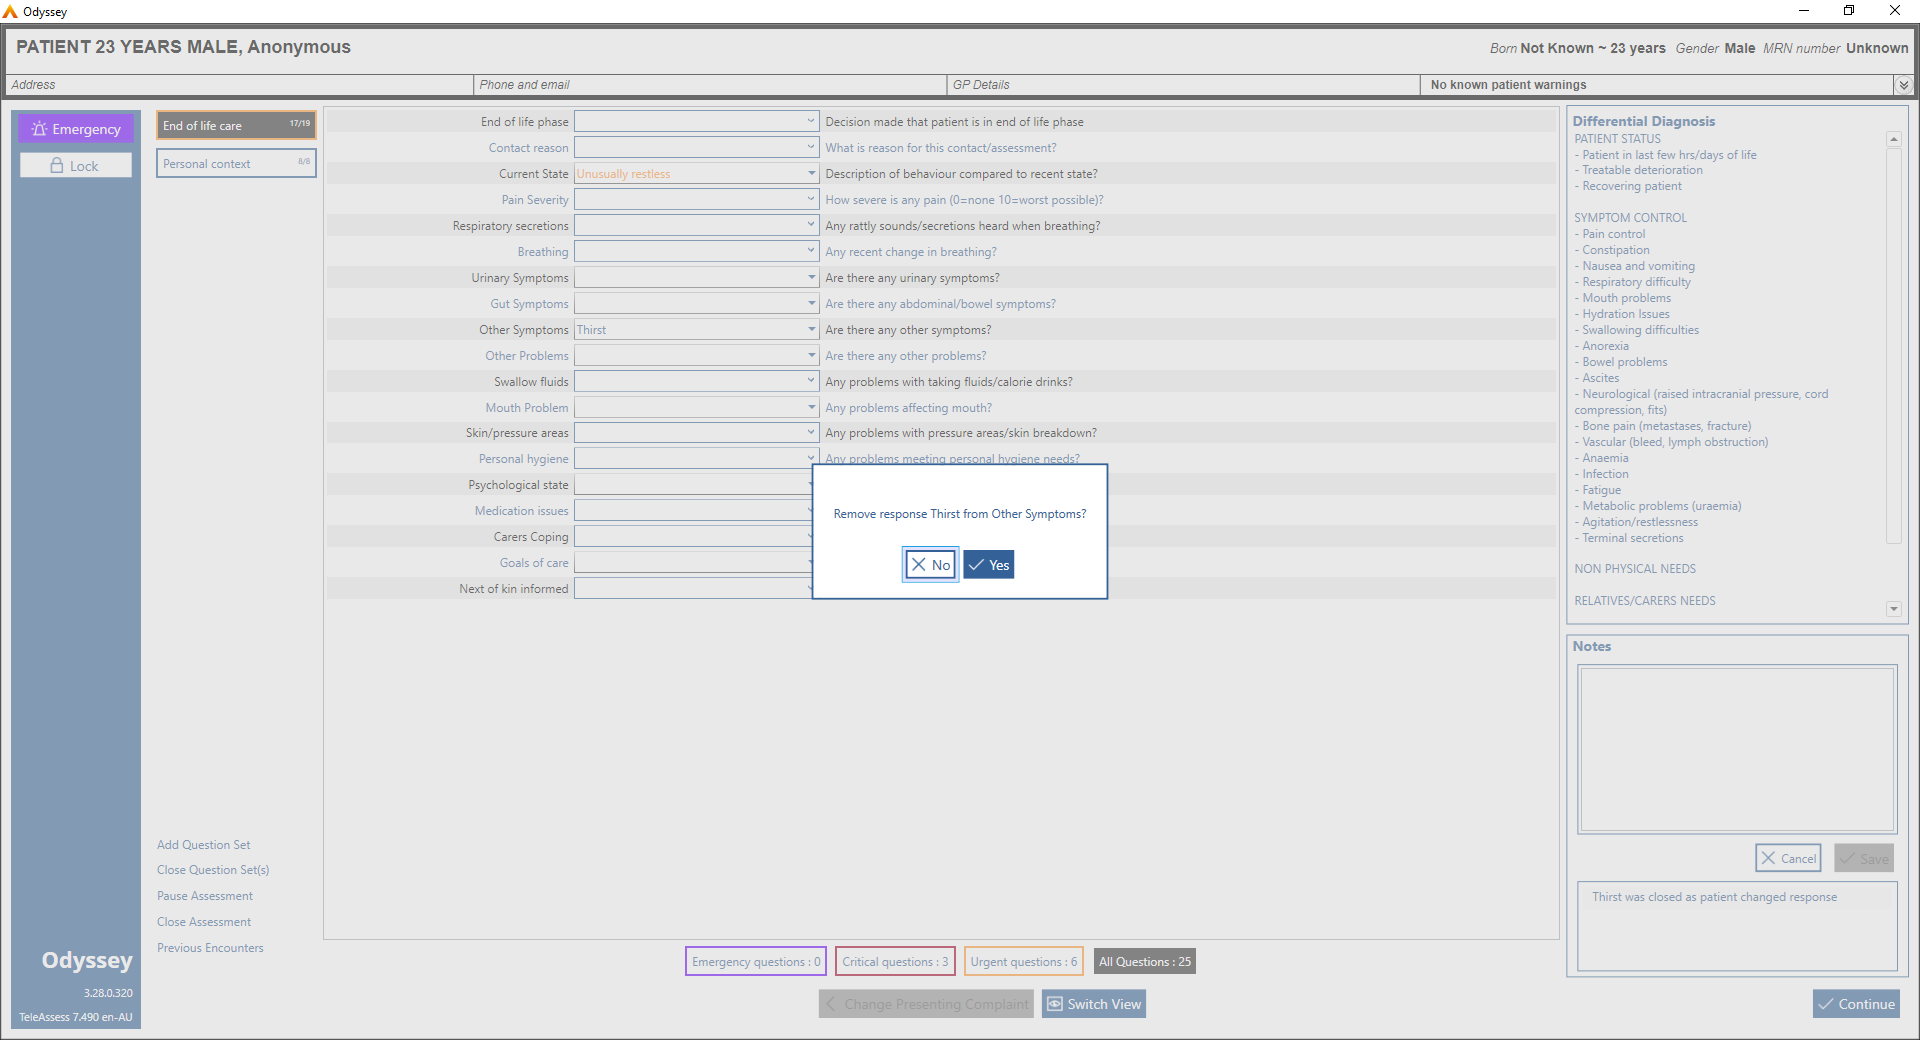 Odyssey
PATIENT 23 YEARS MALE, Anonymous
Born Not Known ~ 23 years Gender Male MRN number Unknown
Address
Phone and email
GP Details
No known patient warnings
Emergency
Lock
End of life care 17/19
Personal context 8/8
End of life phase Decision made that patient is in end of life phase
Contact reason What is reason for this contact/assessment?
Current State Unusually restless Description of behaviour compared to recent state?
Pain Severity How severe is any pain (0=none 10=worst possible)?
Respiratory secretions Any rattly sounds/secretions heard when breathing?
Breathing Any recent change in breathing?
Urinary Symptoms Are there any urinary symptoms?
Gut Symptoms Are there any abdominal/bowel symptoms?
Other Symptoms Thirst Are there any other symptoms?
Other Problems Are there any other problems?
Swallow fluids Any problems with taking fluids/calorie drinks?
Mouth Problem Any problems affecting mouth?
Skin/pressure areas Any problems with pressure areas/skin breakdown?
Personal hygiene Any problems meeting personal hygiene needs?
Psychological state
Medication issues
Carers Coping
Goals of care
Next of kin informed
Remove response Thirst from Other Symptoms?
No Yes
Differential Diagnosis
PATIENT STATUS
- Patient in last few hrs/days of life
- Treatable deterioration
- Recovering patient
SYMPTOM CONTROL
- Pain control
- Constipation
- Nausea and vomiting
- Respiratory difficulty
- Mouth problems
- Hydration Issues
- Swallowing difficulties
- Anorexia
- Bowel problems
- Ascites
- Neurological (raised intracranial pressure, cord
compression, fits)
- Bone pain (metastases, fracture)
- Vascular (bleed, lymph obstruction)
- Anaemia
- Infection
- Fatigue
- Metabolic problems (uraemia)
- Agitation/restlessness
- Terminal secretions
NON PHYSICAL NEEDS
RELATIVES/CARERS NEEDS
Notes
Cancel Save
Thirst was closed as patient changed response
Add Question Set
Close Question Set(s)
Pause Assessment
Close Assessment
Previous Encounters
Odyssey
3.28.0.320
TeleAssess 7.490 en-AU
Emergency questions : 0 Critical questions : 3 Urgent questions : 6 All Questions : 25
Change Presenting Complaint Switch View
Continue